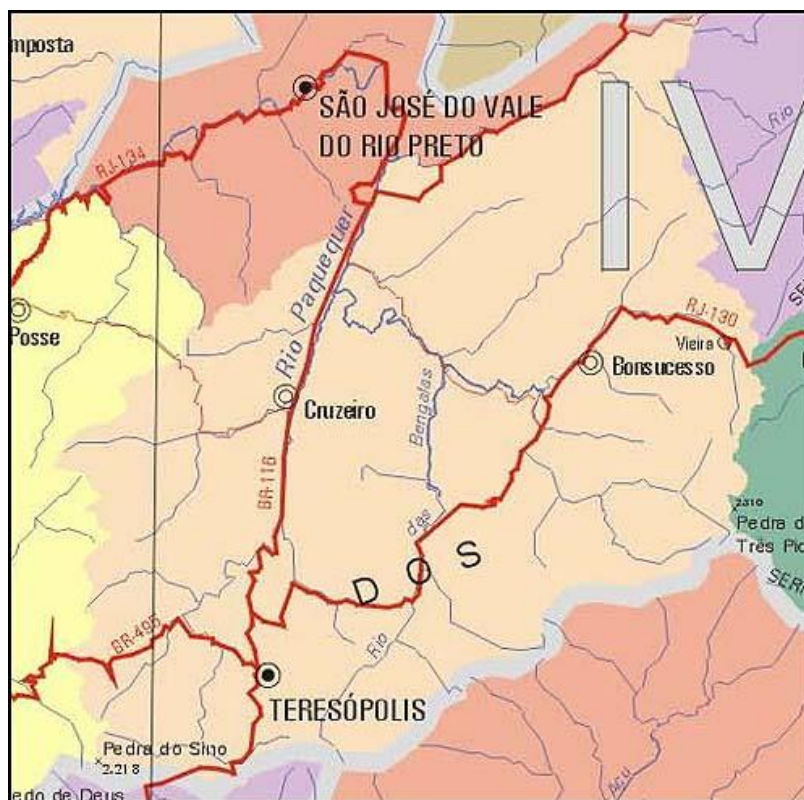 mposta
SÃO JOSÉ DO VALE
DO RIO PRETO
IV
Rio
RJ-134
Rio Paquequer
Posse
RJ-130
Vieira
Bonsucesso
Cruzeiro
Bengalas
das
Rio
BR-116
2310
Pedra d
Três Pic
DOS
SER
BR-495
TERESÓPOLIS
Pedra do Sino
2.218
edo de Deus